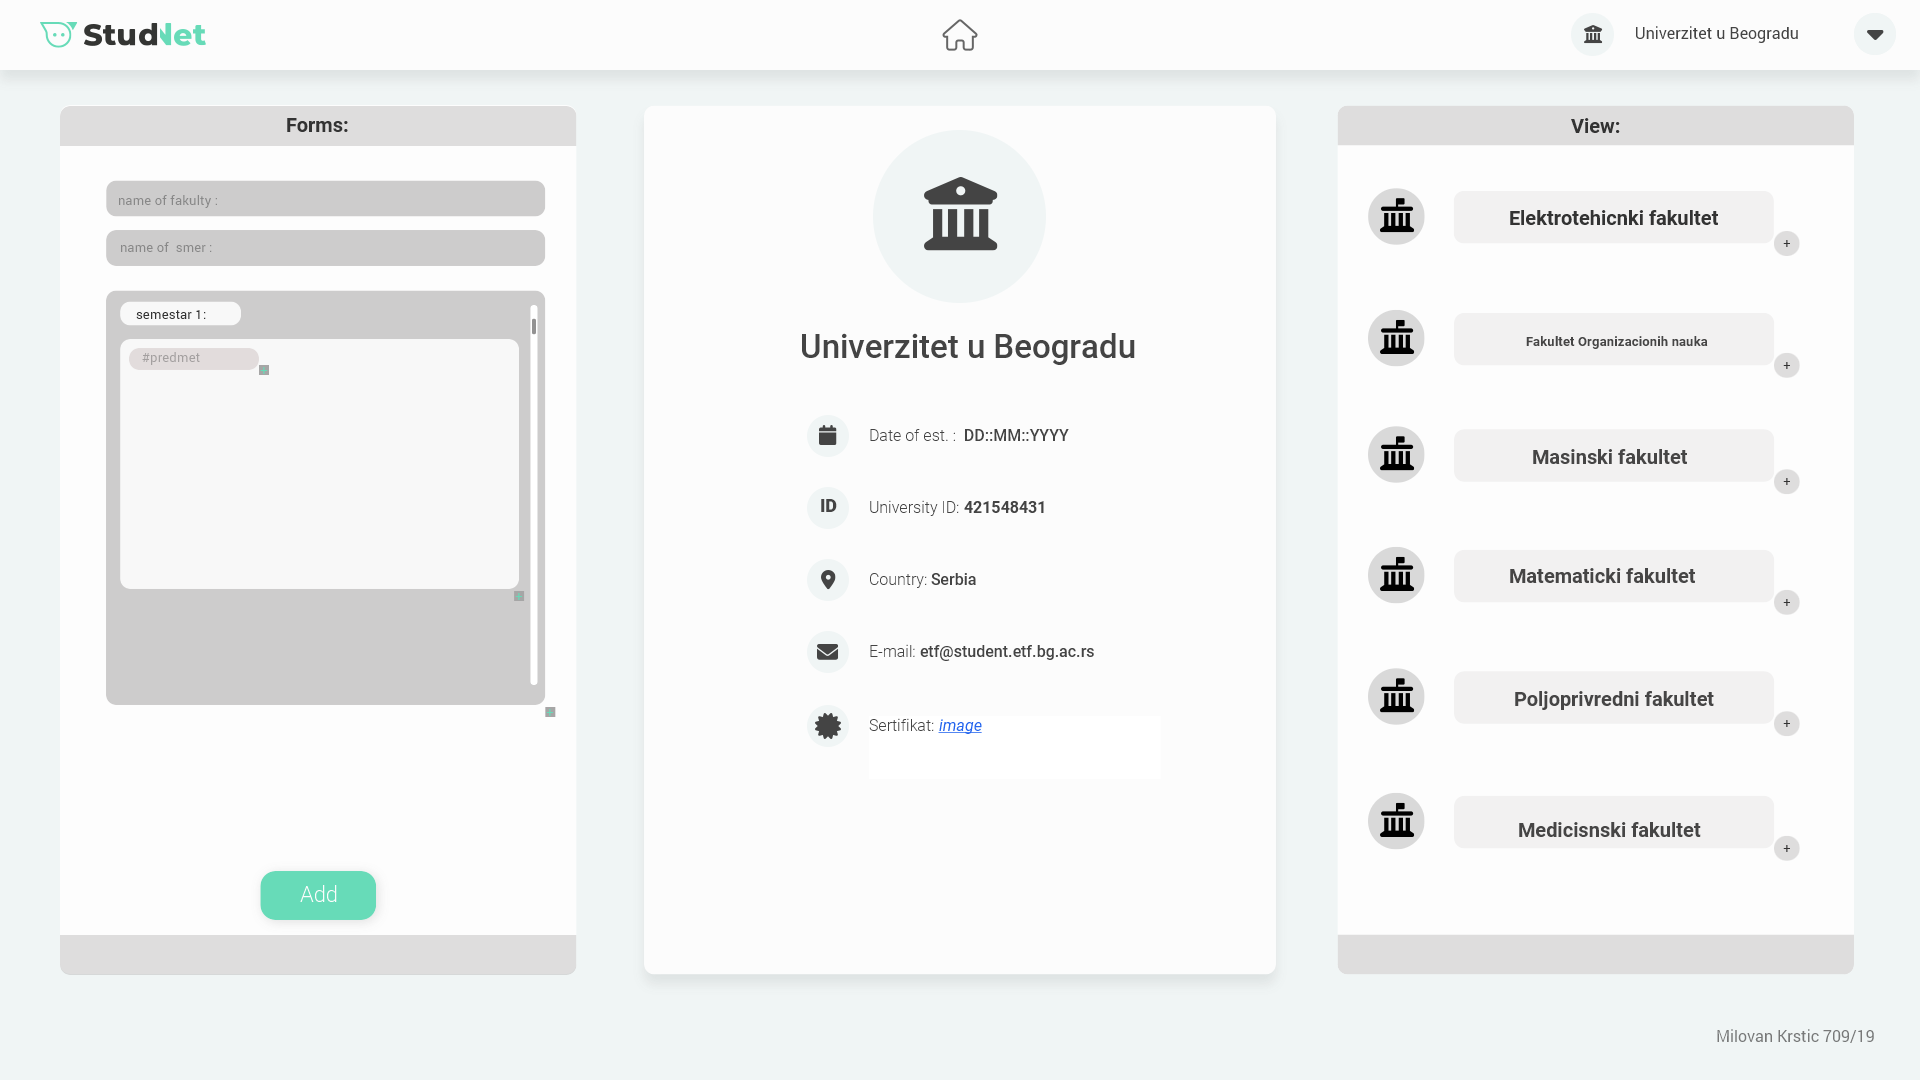 StudNet
Univerzitet u Beogradu
Forms:
name of fakulty :
name of smer :
semestar 1:
#predmet
Add
Univerzitet u Beogradu
Date of est. : DD::MM::YYYY
ID
University ID: 421548431
Country: Serbia
E-mail: etf@student.etf.bg.ac.rs
Sertifikat: image
View:
Elektrotehicnki fakultet
+
Fakultet Organizacionih nauka
+
Masinski fakultet
+
Matematicki fakultet
+
Poljoprivredni fakultet
+
Medicisnski fakultet
+
Milovan Krstic 709/19